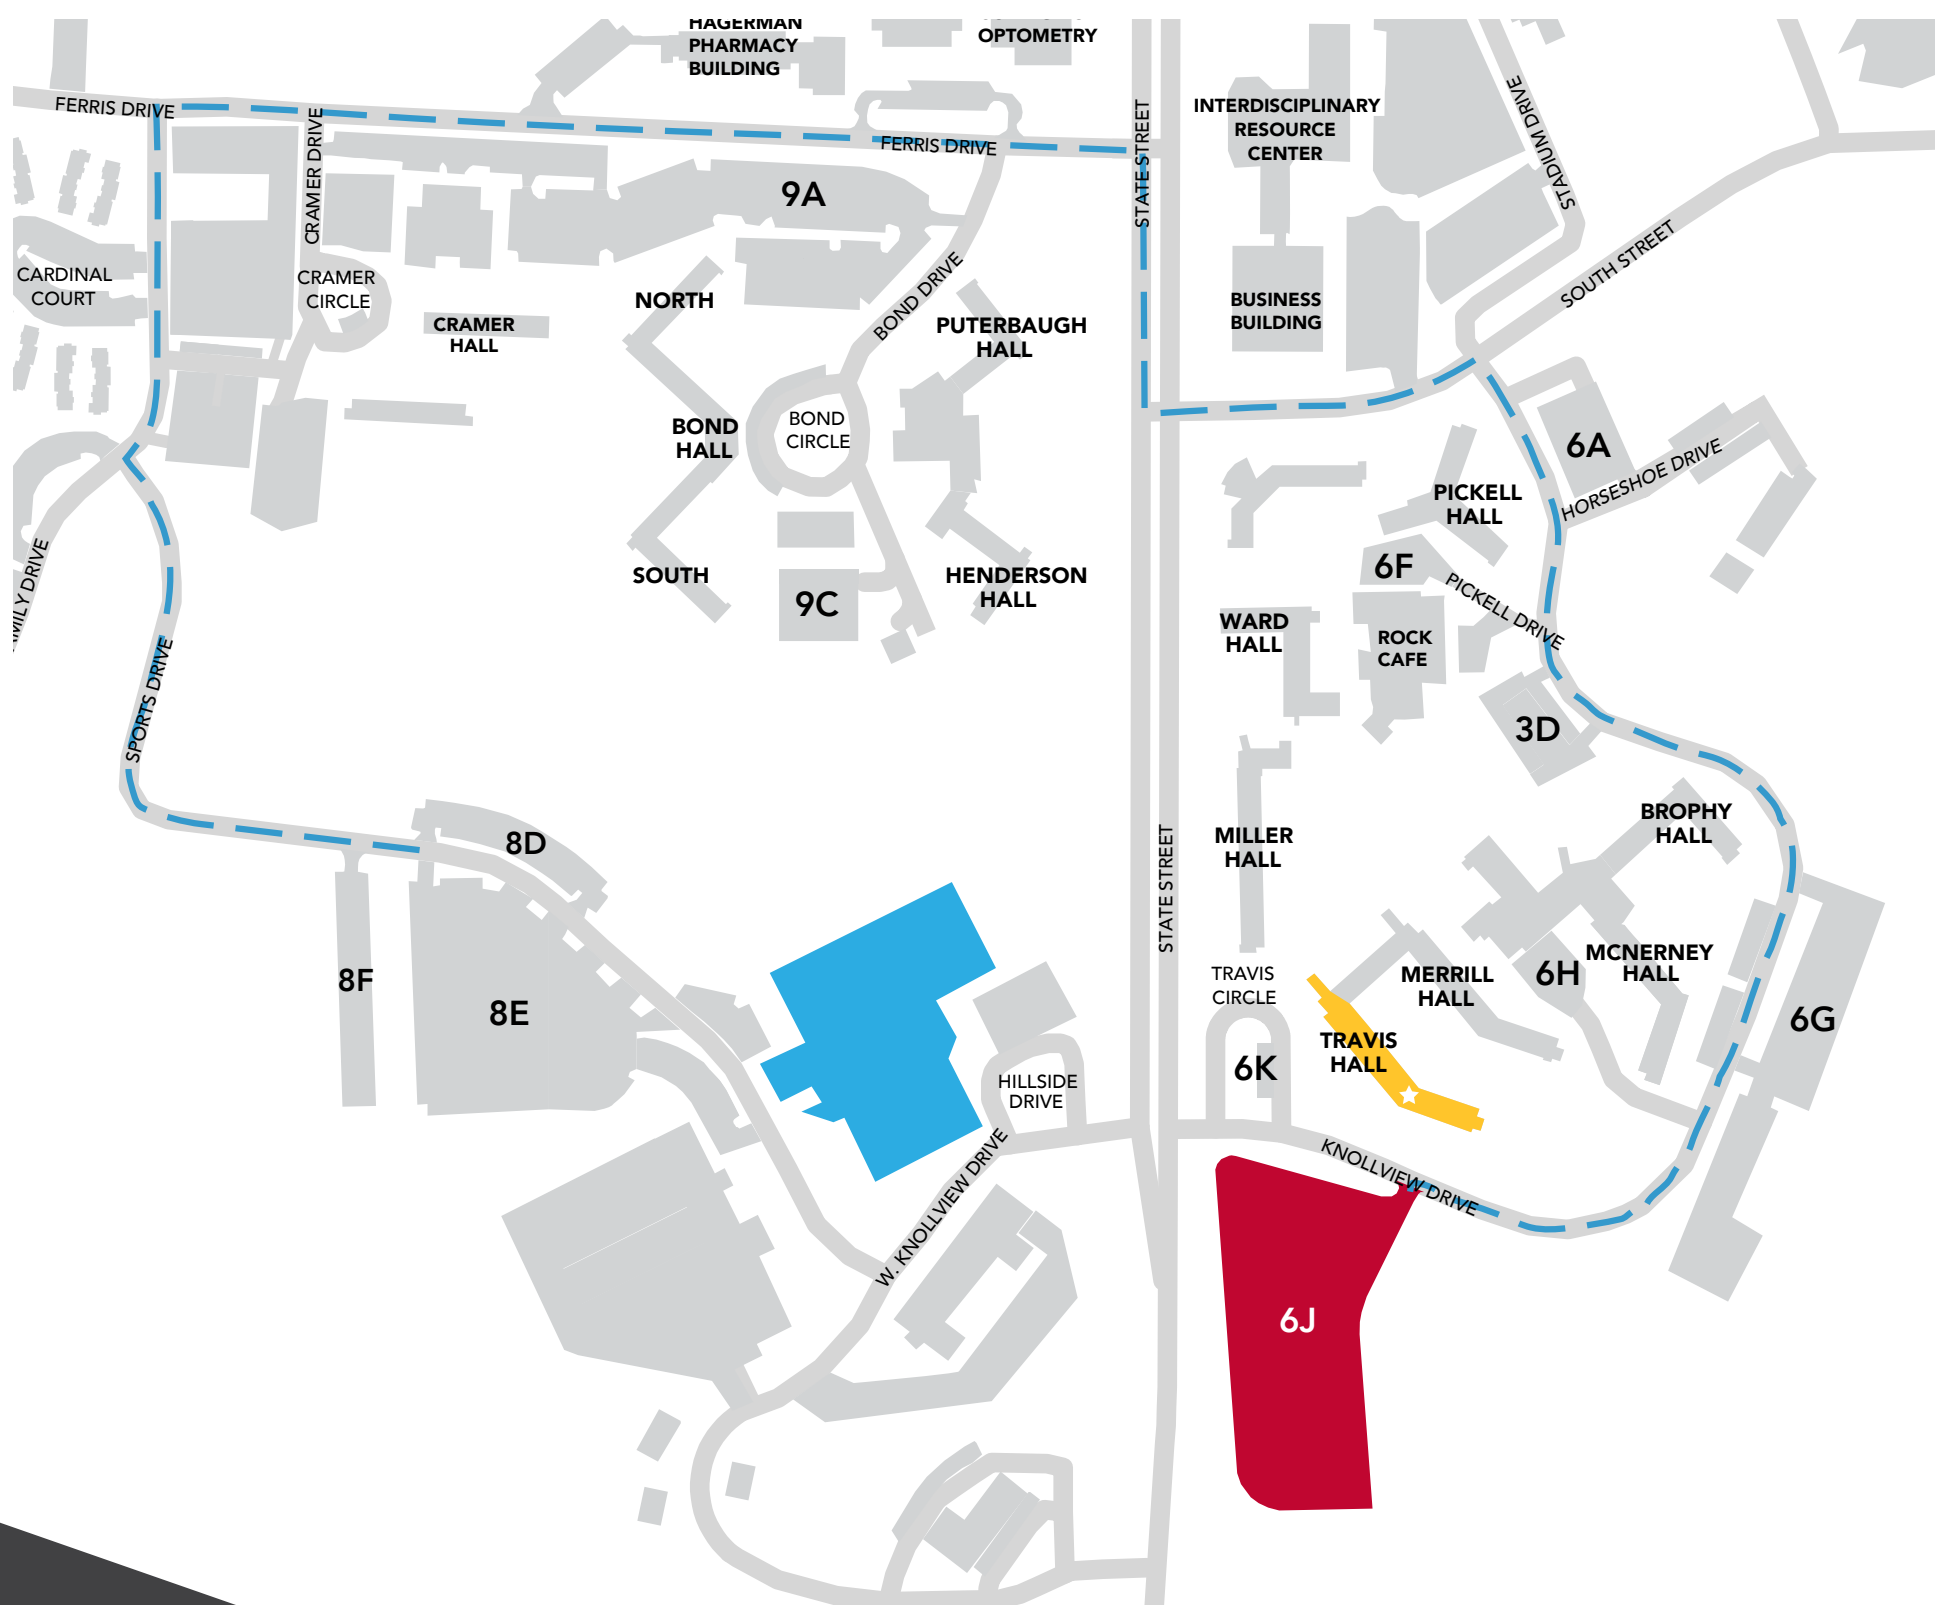 HAGERMAN
PHARMACY
BUILDING
OPTOMETRY
FERRIS DRIVE
CRAMER DRIVE
FERRIS DRIVE
STATE STREET
INTERDISCIPLINARY
RESOURCE
CENTER
STADIUM DRIVE
9A
SOUTH STREET
CARDINAL
COURT
CRAMER
CIRCLE
NORTH
BOND DRIVE
BUSINESS
BUILDING
CRAMER
HALL
PUTERBAUGH
HALL
BOND
HALL
BOND
CIRCLE
6A
HORSESHOE DRIVE
PICKELL
HALL
6F
SOUTH
9C
HENDERSON
HALL
PICKELL DRIVE
WARD
HALL
ROCK
CAFE
SPORTS DRIVE
3D
8D
STATE STREET
MILLER
HALL
BROPHY
HALL
8F
8E
TRAVIS
CIRCLE
MERRILL
HALL
6H
MCNERNEY
HALL
6G
TRAVIS
HALL
6K
HILLSIDE
DRIVE
KNOLLVIEW DRIVE
W. KNOLLVIEW DRIVE
6J